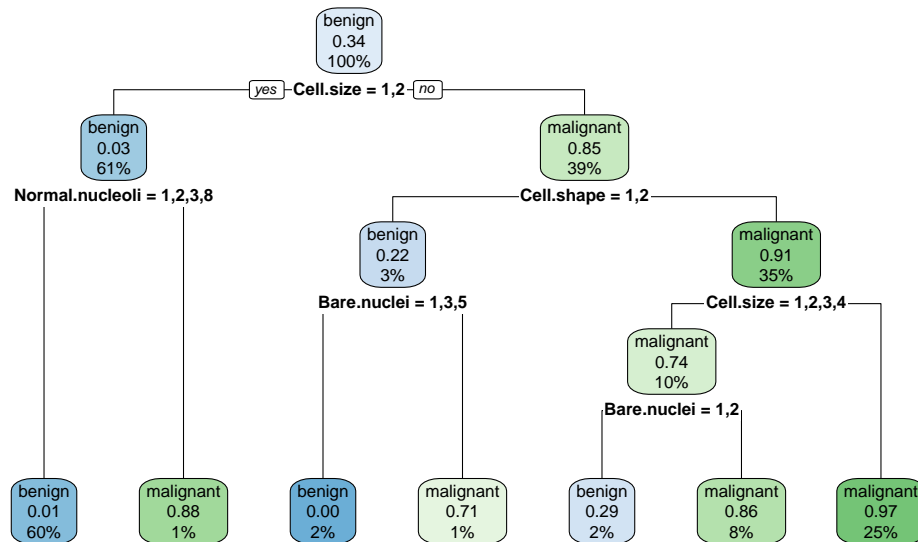 benign
0.34
100%
yes Cell.size = 1,2 no
benign
0.03
61%
malignant
0.85
39%
Normal.nucleoli = 1,2,3,8
Cell.shape = 1,2
benign
0.22
3%
malignant
0.91
35%
Bare.nuclei = 1,3,5
Cell.size = 1,2,3,4
malignant
0.74
10%
Bare.nuclei = 1,2
benign
0.01
60%
malignant
0.88
1%
benign
0.00
2%
malignant
0.71
1%
benign
0.29
2%
malignant
0.86
8%
malignant
0.97
25%